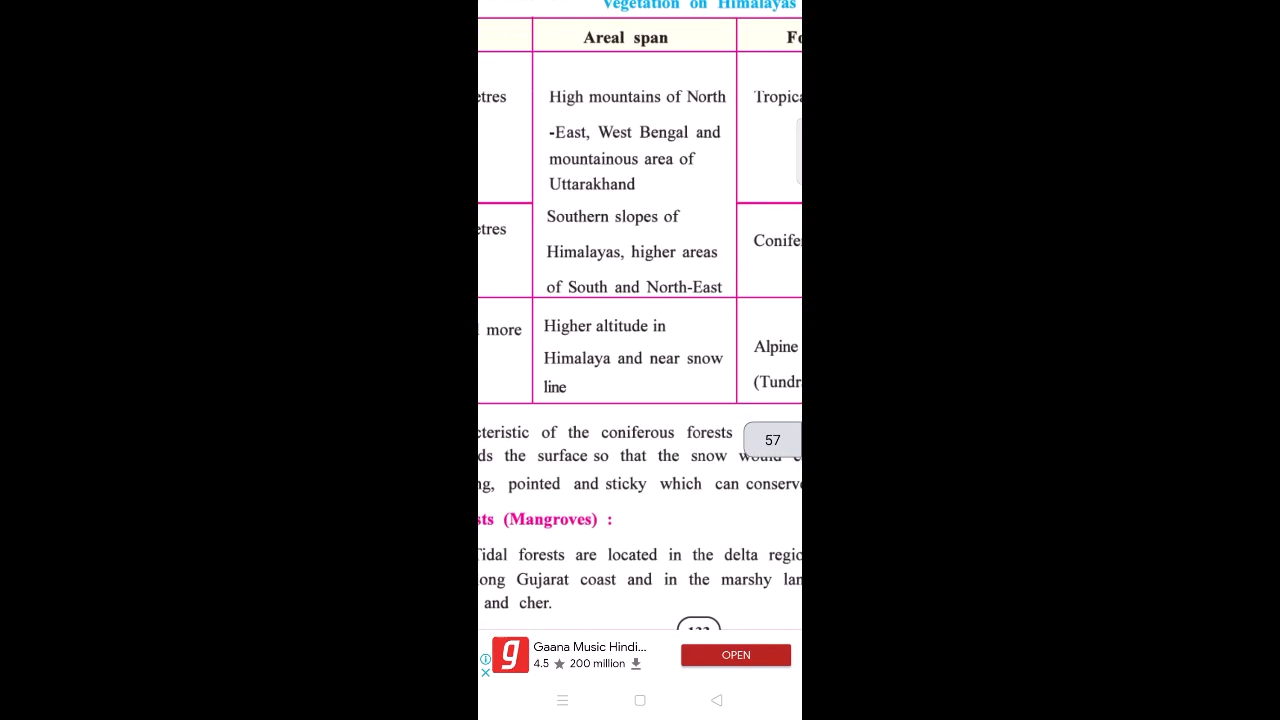 Vegetation on Himalayas
Areal span
etres
High mountains of North
-East, West Bengal and
mountainous area of
Uttarakhand
etres
Southern slopes of
Himalayas, higher areas
of South and North-East
more
Higher altitude in
Himalaya and near snow
line
Alpine
cteristic of the coniferous forests
57
ds the surface so that the snow would
ng, pointed and sticky which can conserve
sts (Mangroves) :
Tidal forests are located in the delta regio
ong Gujarat coast and in the marshy lan
and cher.
Gaana Music Hindi...
4.5 ★ 200 million
OPEN